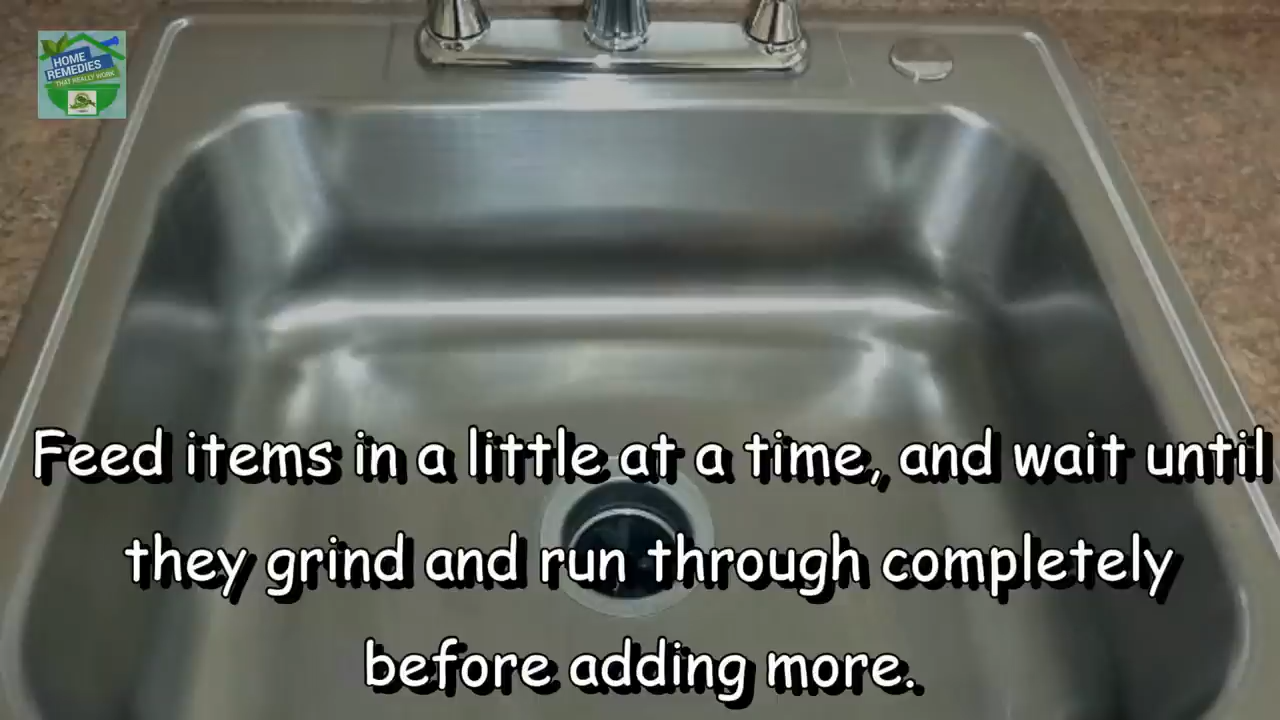 HOME
REMEDIES
THAT REALLY WORK
Feed items in a little at a time, and wait until
they grind and run through completely
before adding more.